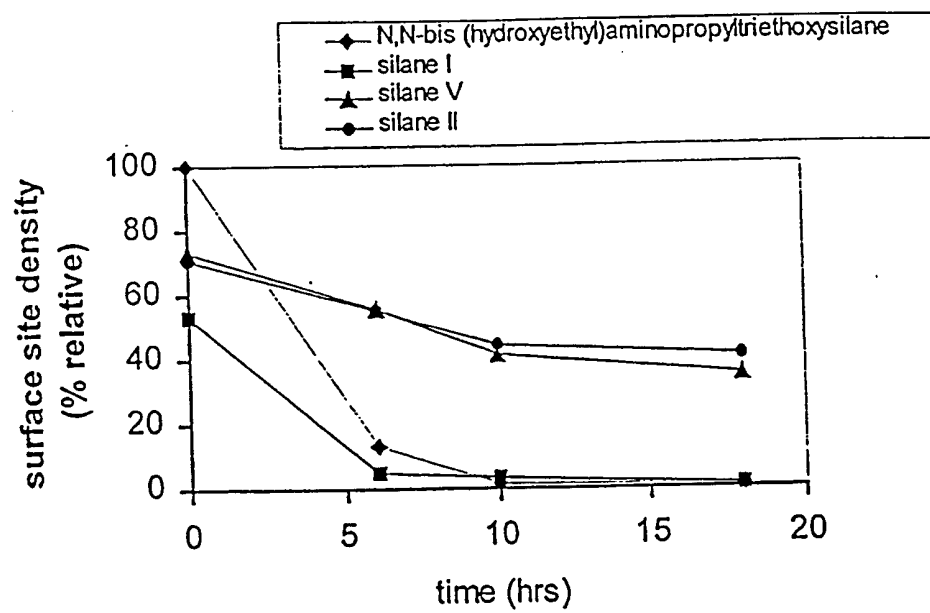 N,N-bis (hydroxyethyl)aminopropyltriethoxysilane
silane I
silane V
silane II
surface site density
(% relative)
100
80
60
40
20
0
0
5
10
15
20
time (hrs)